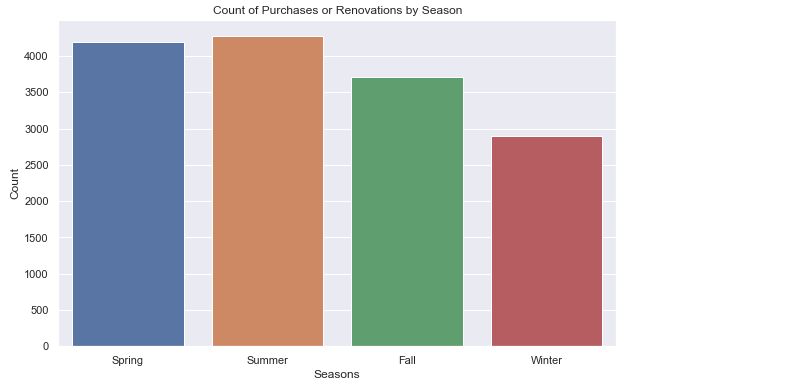 Count of Purchases or Renovations by Season
Count
4000
3500
3000
2500
2000
1500
1000
500
0
Spring Summer Fall Winter
Seasons